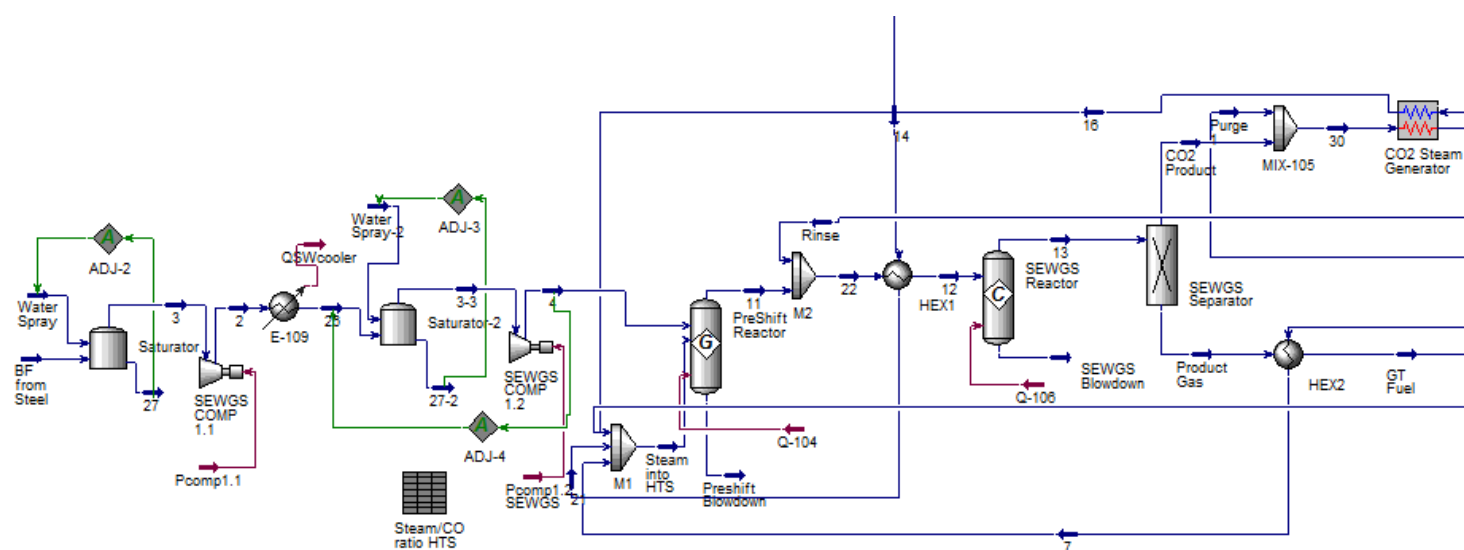 14
16
Purge
1
CO2
Product
MIX-105
30
CO2 Steam
Generator
A
ADJ-2
Water
Spray
BF
from
Steel
27
3
Saturator
SEWGS
COMP
1.1
Pcomp1.1
2
QSWcooler
E-109
Water
Spray-2
A
ADJ-3
3-3
Saturator-2
27-2
SEWGS
COMP
1.2
4
A
ADJ-4
Steam/CO
ratio HTS
Pcomp1.2
SEWGS
21
M1
Steam
into
HTS
G
11
PreShift
Reactor
Q-104
Preshift
Blowdown
Rinse
M2
22
HEX1
12
C
13
SEWGS
Reactor
SEWGS
Blowdown
Q-106
SEWGS
Separator
Product
Gas
HEX2
GT
Fuel
7